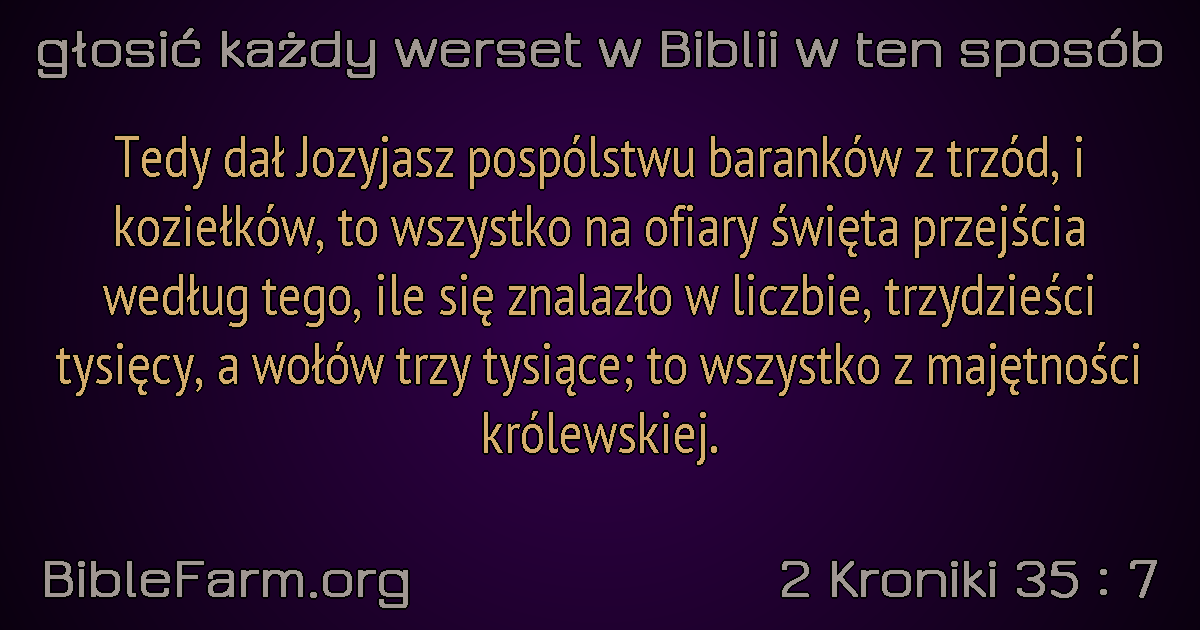 głosić każdy werset w Biblii w ten sposób
Tedy dał Jozyjasz pospólstwu baranków z trzód, i
koziełków, to wszystko na ofiary święta przejścia
według tego, ile się znalazło w liczbie, trzydzieści
tysięcy, a wołów trzy tysiące; to wszystko z majętności
królewskiej.
BibleFarm.org
2 Kroniki 35 : 7